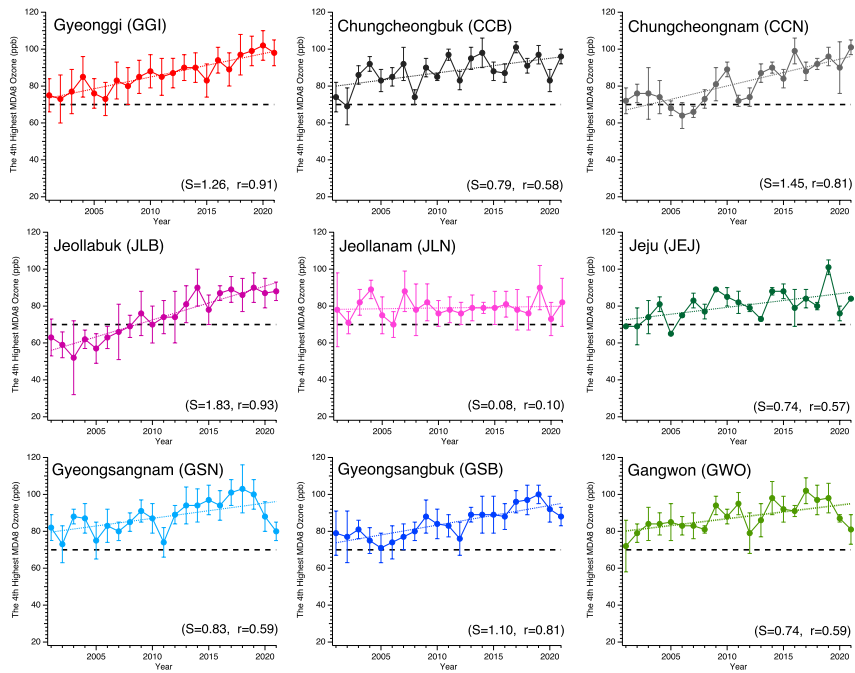 Gyeonggi (GGI)
The 4th Highest MDA8 Ozone (ppb)
120
100
80
60
40
20
(S=1.26, r=0.91)
2005
2010
2015
2020
Year
Chungcheongbuk (CCB)
The 4th Highest MDA8 Ozone (ppb)
120
100
80
60
40
20
(S=0.79, r=0.58)
2005
2010
2015
2020
Year
Chungcheongnam (CCN)
The 4th Highest MDA8 Ozone (ppb)
120
100
80
60
40
20
(S=1.45, r=0.81)
2005
2010
2015
2020
Year
Jeollabuk (JLB)
The 4th Highest MDA8 Ozone (ppb)
120
100
80
60
40
20
(S=1.83, r=0.93)
2005
2010
2015
2020
Year
Jeollanam (JLN)
The 4th Highest MDA8 Ozone (ppb)
120
100
80
60
40
20
(S=0.08, r=0.10)
2005
2010
2015
2020
Year
Jeju (JEJ)
The 4th Highest MDA8 Ozone (ppb)
120
100
80
60
40
20
(S=0.74, r=0.57)
2005
2010
2015
2020
Year
Gyeongsangnam (GSN)
The 4th Highest MDA8 Ozone (ppb)
120
100
80
60
40
20
(S=0.83, r=0.59)
2005
2010
2015
2020
Year
Gyeongsangbuk (GSB)
The 4th Highest MDA8 Ozone (ppb)
120
100
80
60
40
20
(S=1.10, r=0.81)
2005
2010
2015
2020
Year
Gangwon (GWO)
The 4th Highest MDA8 Ozone (ppb)
120
100
80
60
40
20
(S=0.74, r=0.59)
2005
2010
2015
2020
Year